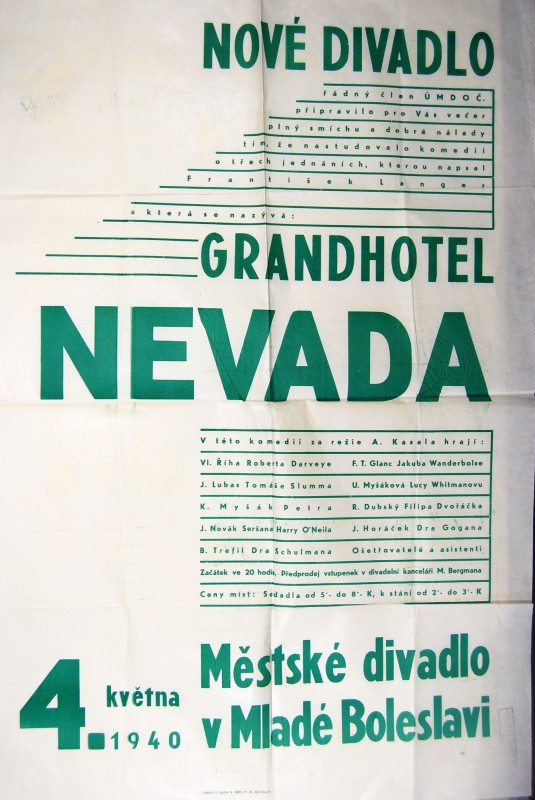 NOVÉ DIVADLO
řádný člen ÚMDOČ.
připravilo pro Vás večer
plný smíchu a dobré nálady
tím, že nastudovalo komedii
o třech jednáních, kterou napsal
František Langer
a která se nazývá:
GRANDHOTEL
NEVADA
V této komedii za režie A. Kasala hrají:
Vl. Říha Roberta Darveye F. T. Glanc Jakuba Wanderbolse
J. Lubas Tomáše Slumma U. Myšáková Lucy Whitmanovu
K. Myšák Petra R. Dubský Filipa Dvořáčka
J. Novák Seržana Harry O'Neila J. Horáček Dra Gogana
B. Trefil Dra Schulmana Ošetřovatelé a asistenti
Začátek ve 20 hodin. Předprodej vstupenek v divadelní kanceláři M. Bergmana
Ceny míst: Sedadla od 5'- do 8'- K, k stání od 2'- do 3'- K
4. května 1940
Městské divadlo
v Mladé Boleslavi